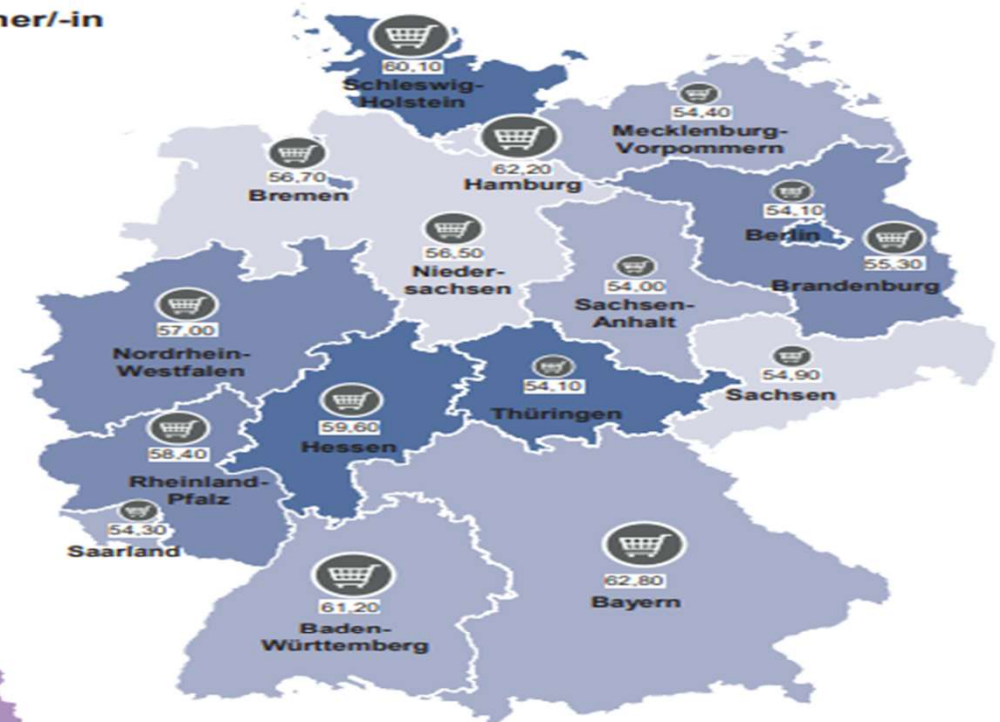 ner/-in
60,10
Schleswig-
Holstein
54,40
Mecklenburg-
Vorpommern
62,20
Hamburg
56,70
Bremen
54,10
Berlin
55,30
Brandenburg
56,50
Nieder-
sachsen
54,00
Sachsen-
Anhalt
57,00
Nordrhein-
Westfalen
54,90
Sachsen
54,10
Thüringen
59,60
Hessen
58,40
Rheinland-
Pfalz
54,30
Saarland
62,80
Bayern
61,20
Baden-
Württemberg